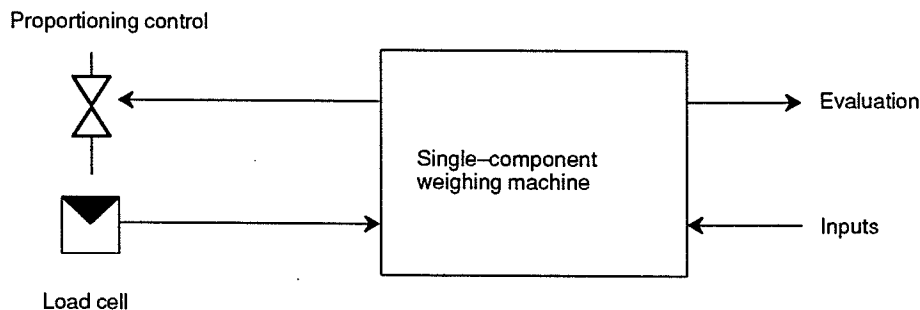 Proportioning control
Evaluation
Single–component
weighing machine
Inputs
Load cell